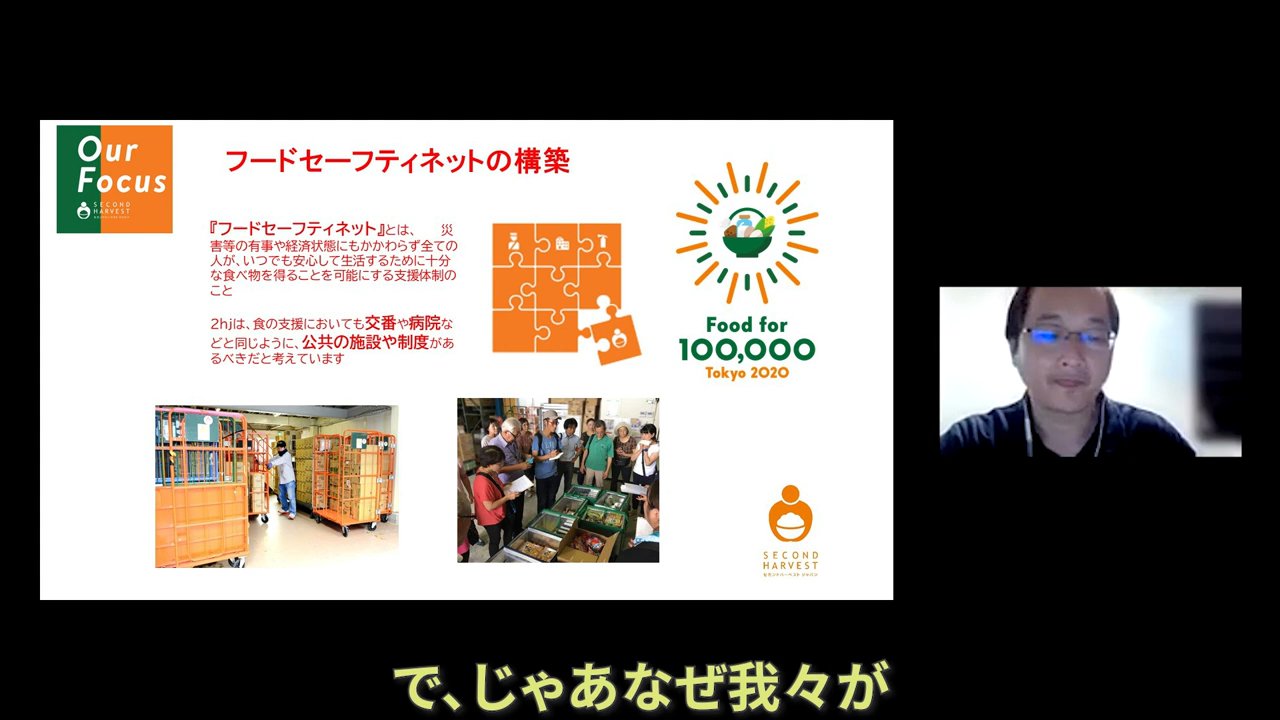 Our
Focus
SECOND
HARVEST
フードセーフティネットの構築
『フードセーフティネット』とは、 災
害等の有事や経済状態にもかかわらず全ての
人が、いつでも安心して生活するために十分
な食べ物を得ることを可能にする支援体制の
こと
2hjは、食の支援においても交番や病院な
どと同じように、公共の施設や制度があ
るべきだと考えています
Food for
100,000
Tokyo 2020
SECOND
HARVEST
セカンドハーベスト ジャパン
で、じゃあなぜ我々が